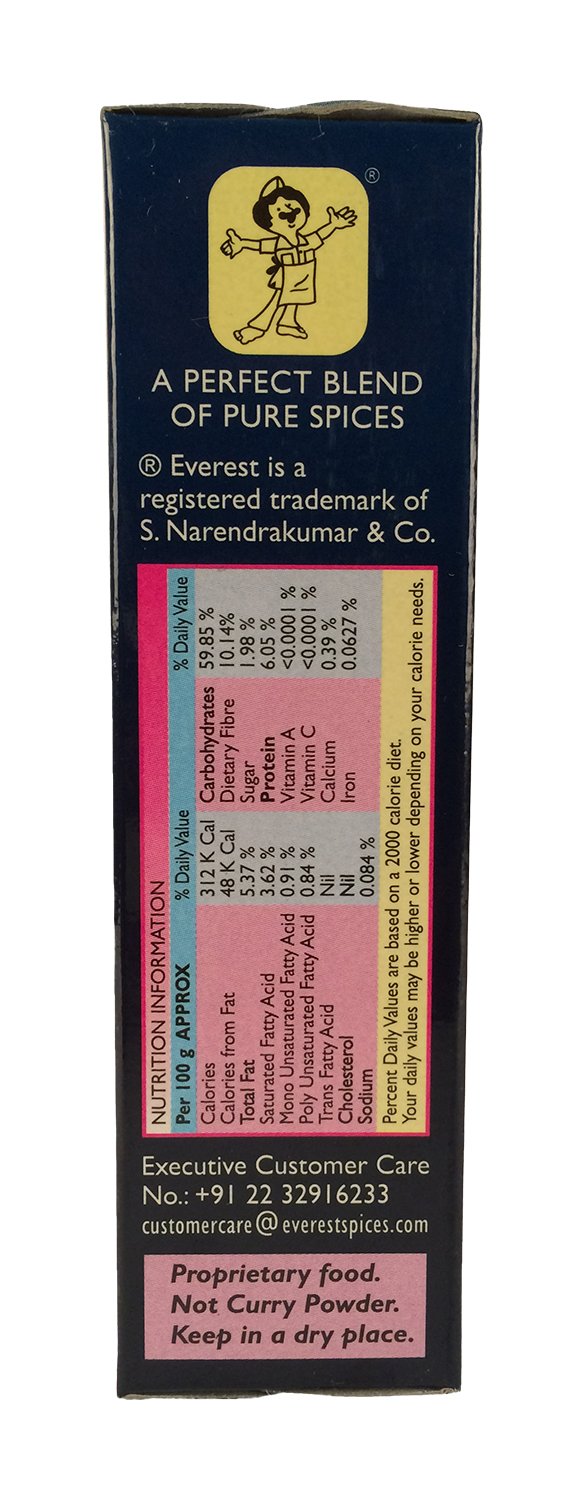 ®
A PERFECT BLEND
OF PURE SPICES
® Everest is a
registered trademark of
S. Narendrakumar & Co.
NUTRITION INFORMATION
Per 100 g APPROX % Daily Value % Daily Value
Calories 312 K Cal Carbohydrates 59.85 %
Calories from Fat 48 K Cal Dietary Fibre 10.14%
Total Fat 5.37 % Sugar 1.98 %
Saturated Fatty Acid 3.62 % Protein 6.05 %
Mono Unsaturated Fatty Acid 0.91 % Vitamin A <0.0001 %
Poly Unsaturated Fatty Acid 0.84 % Vitamin C <0.0001 %
Trans Fatty Acid Nil Calcium 0.39 %
Cholesterol Nil Iron 0.0627 %
Sodium 0.084 %
Percent Daily Values are based on a 2000 calorie diet.
Your daily values may be higher or lower depending on your calorie needs.
Executive Customer Care
No.: +91 22 32916233
customercare@everestspices.com
Proprietary food.
Not Curry Powder.
Keep in a dry place.